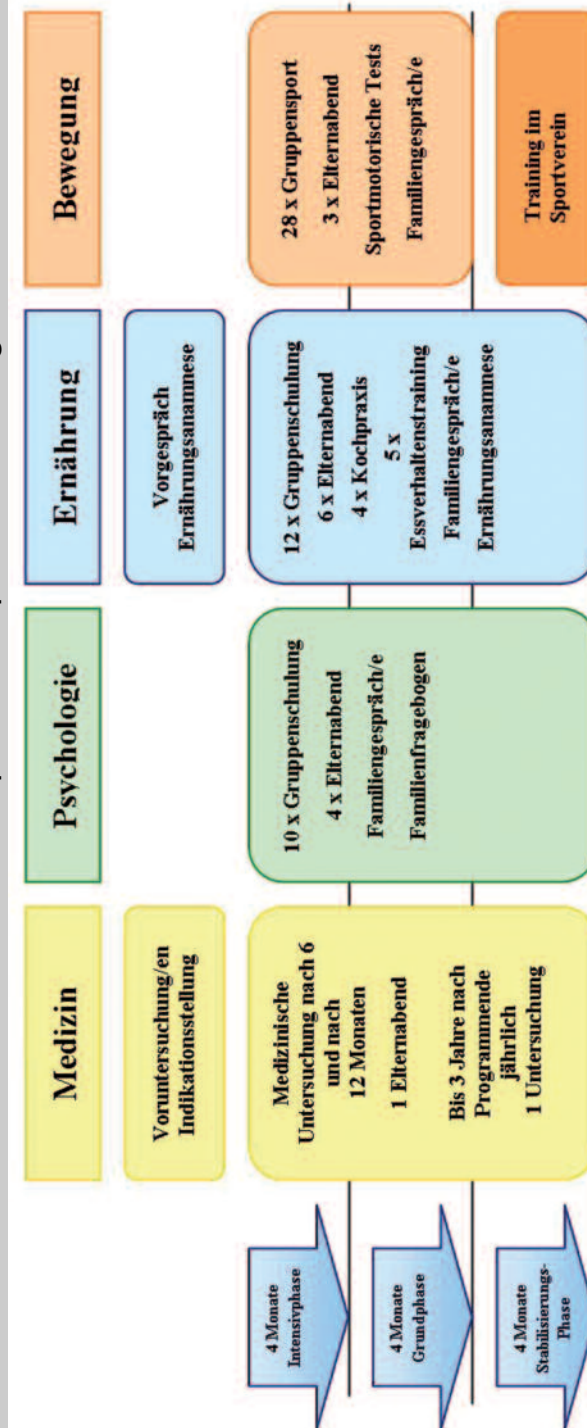 Medizin
Psychologie
Ernährung
Bewegung
Voruntersuchung/en
Indikationsstellung
Vorgespräch
Ernährungsanamnese
4 Monate
Intensivphase
4 Monate
Grundphase
4 Monate
Stabilisierungs-
Phase
Medizinische
Untersuchung nach 6
und nach
12 Monaten
1 Elternabend
Bis 3 Jahre nach
Programmende
jährlich
1 Untersuchung
10 x Gruppenschulung
4 x Elternabend
Familiengespräch/e
Familienfragebogen
12 x Gruppenschulung
6 x Elternabend
4 x Kochpraxis
5 x
Essverhaltenstraining
Familiengespräch/e
Ernährungsanamnese
28 x Gruppensport
3 x Elternabend
Sportmotorische Tests
Familiengespräch/e
Training im
Sportverein